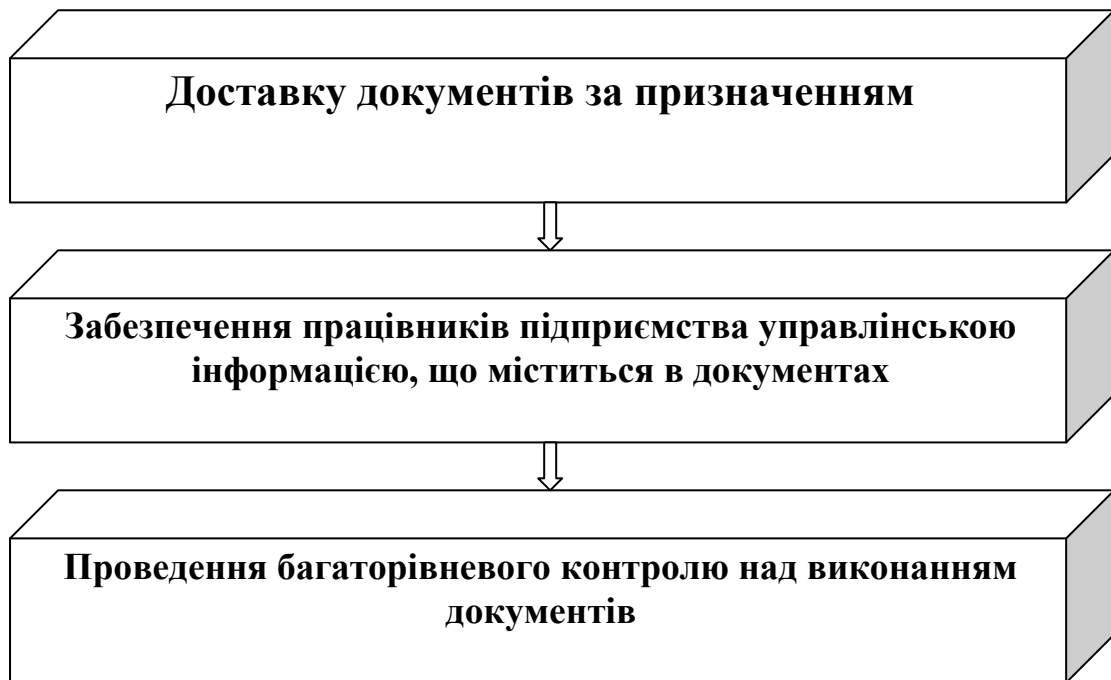 Доставку документів за призначенням
Забезпечення працівників підприємства управлінською
інформацією, що міститься в документах
Проведення багаторівневого контролю над виконанням
документів